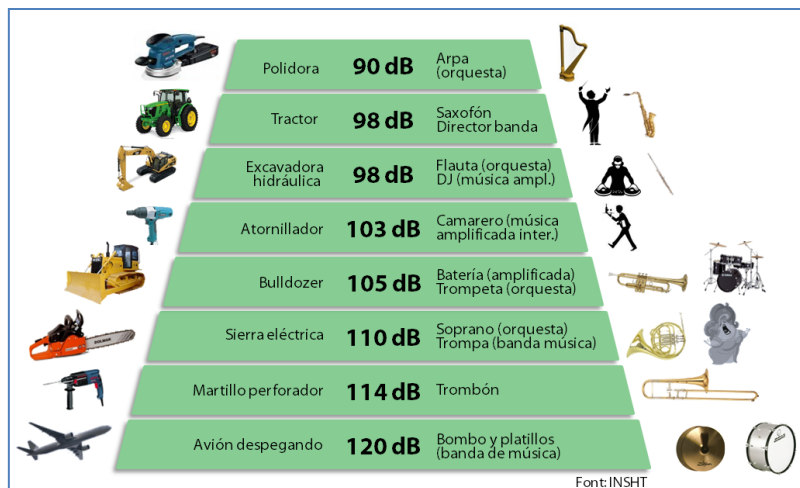 Polidora 90 dB Arpa
(orquesta)
Tractor 98 dB Saxofón
Director banda
Excavadora
hidráulica 98 dB Flauta (orquesta)
DJ (música ampl.)
Atornillador 103 dB Camarero (música
amplificada inter.)
Bulldozer 105 dB Batería (amplificada)
Trompeta (orquesta)
Sierra eléctrica 110 dB Soprano (orquesta)
Trompa (banda música)
Martillo perforador 114 dB Trombón
Avión despegando 120 dB Bombo y platillos
(banda de música)
Font: INSHT